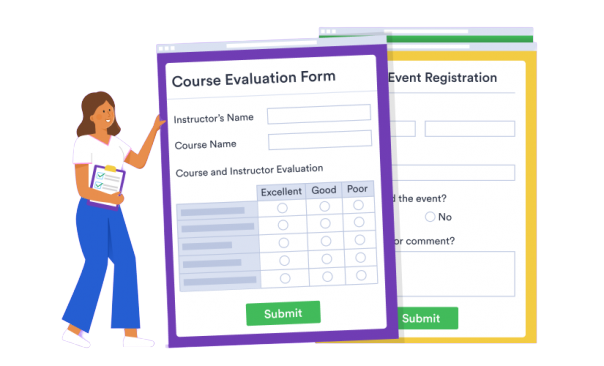 Course Evaluation Form
Instructor's Name
Course Name
Course and Instructor Evaluation
Excellent Good Poor
Submit
Event Registration
the event?
No
or comment?
Submit